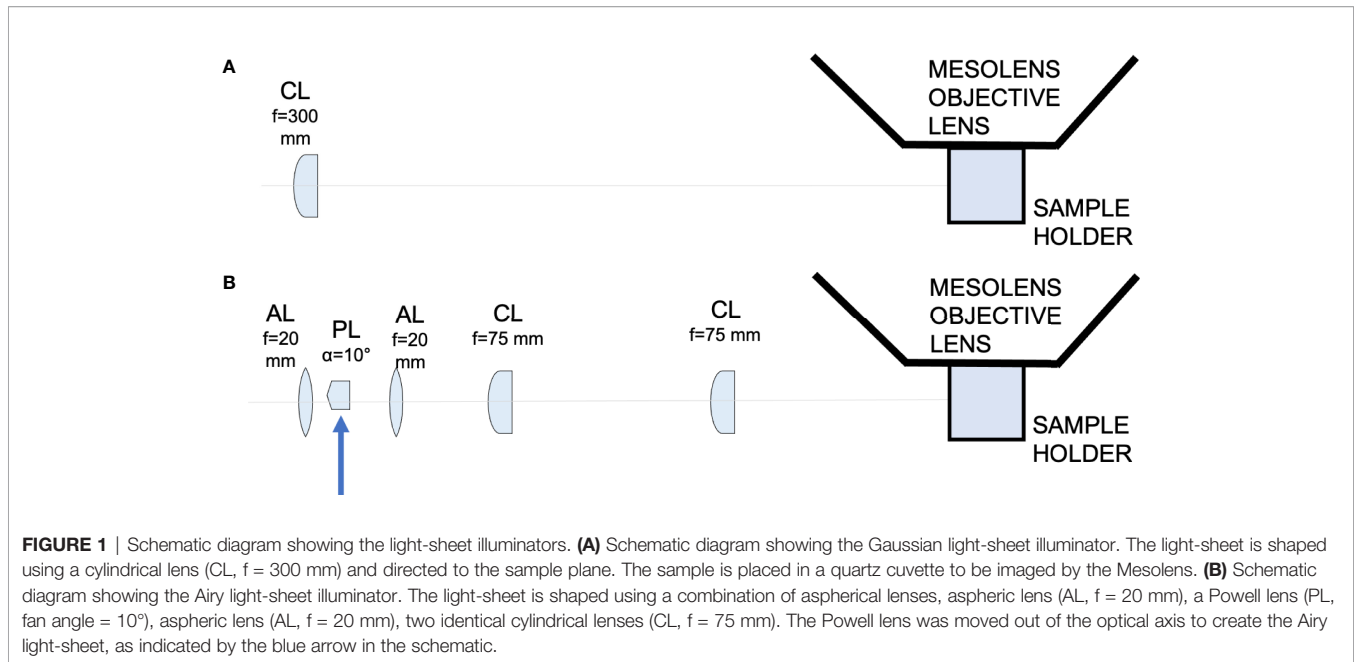 A
CL
f=300
mm
MESOLENS
OBJECTIVE
LENS
SAMPLE
HOLDER
B
AL
f=20
mm
PL
α=10°
AL
f=20
mm
CL
f=75 mm
CL
f=75 mm
MESOLENS
OBJECTIVE
LENS
SAMPLE
HOLDER
FIGURE 1 | Schematic diagram showing the light-sheet illuminators. (A) Schematic diagram showing the Gaussian light-sheet illuminator. The light-sheet is shaped
using a cylindrical lens (CL, f = 300 mm) and directed to the sample plane. The sample is placed in a quartz cuvette to be imaged by the Mesolens. (B) Schematic
diagram showing the Airy light-sheet illuminator. The light-sheet is shaped using a combination of aspherical lenses, aspheric lens (AL, f = 20 mm), a Powell lens (PL,
fan angle = 10°), aspheric lens (AL, f = 20 mm), two identical cylindrical lenses (CL, f = 75 mm). The Powell lens was moved out of the optical axis to create the Airy
light-sheet, as indicated by the blue arrow in the schematic.